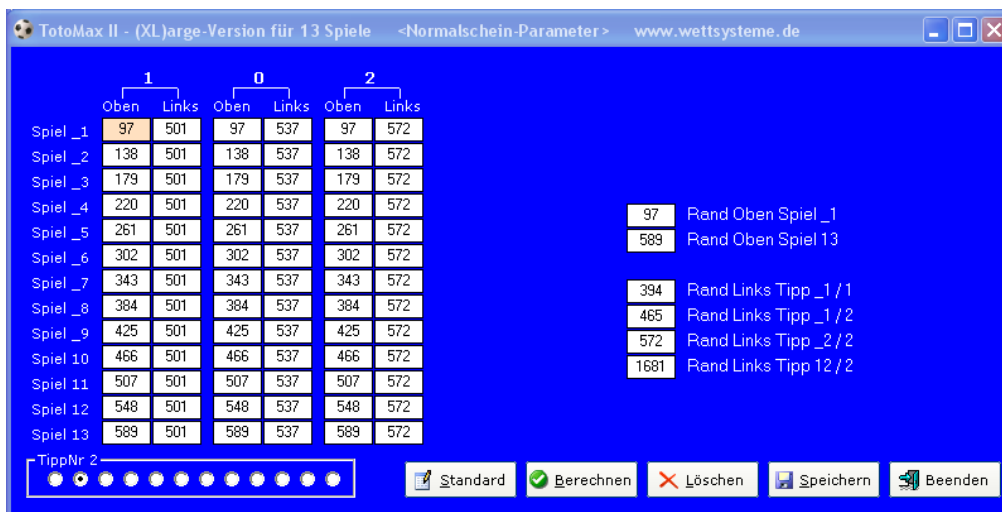 TotoMax II - (XL)arge-Version für 13 Spiele <Normalschein-Parameter> www.wettsysteme.de
1 0 2
Oben Links Oben Links Oben Links
Spiel _1 97 501 97 537 97 572
Spiel _2 138 501 138 537 138 572
Spiel _3 179 501 179 537 179 572
Spiel _4 220 501 220 537 220 572
Spiel _5 261 501 261 537 261 572
Spiel _6 302 501 302 537 302 572
Spiel _7 343 501 343 537 343 572
Spiel _8 384 501 384 537 384 572
Spiel _9 425 501 425 537 425 572
Spiel 10 466 501 466 537 466 572
Spiel 11 507 501 507 537 507 572
Spiel 12 548 501 548 537 548 572
Spiel 13 589 501 589 537 589 572
97 Rand Oben Spiel _1
589 Rand Oben Spiel 13
394 Rand Links Tipp _1 / 1
465 Rand Links Tipp _1 / 2
572 Rand Links Tipp _2 / 2
1681 Rand Links Tipp 12 / 2
TippNr 2
Standard Berechnen Löschen Speichern Beenden